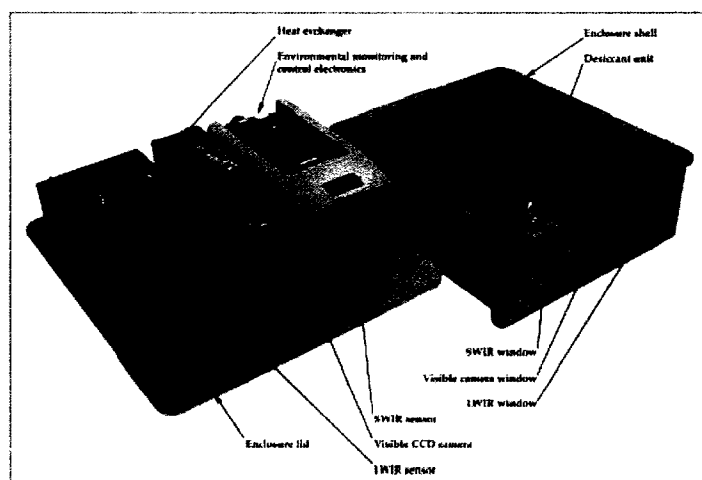 Heat exchanger
Environmental monitoring and
control electronics
Enclosure shell
Desiccant unit
SWIR window
Visible camera window
LWIR window
SWIR sensor
Visible CCD camera
LWIR sensor
Enclosure lid